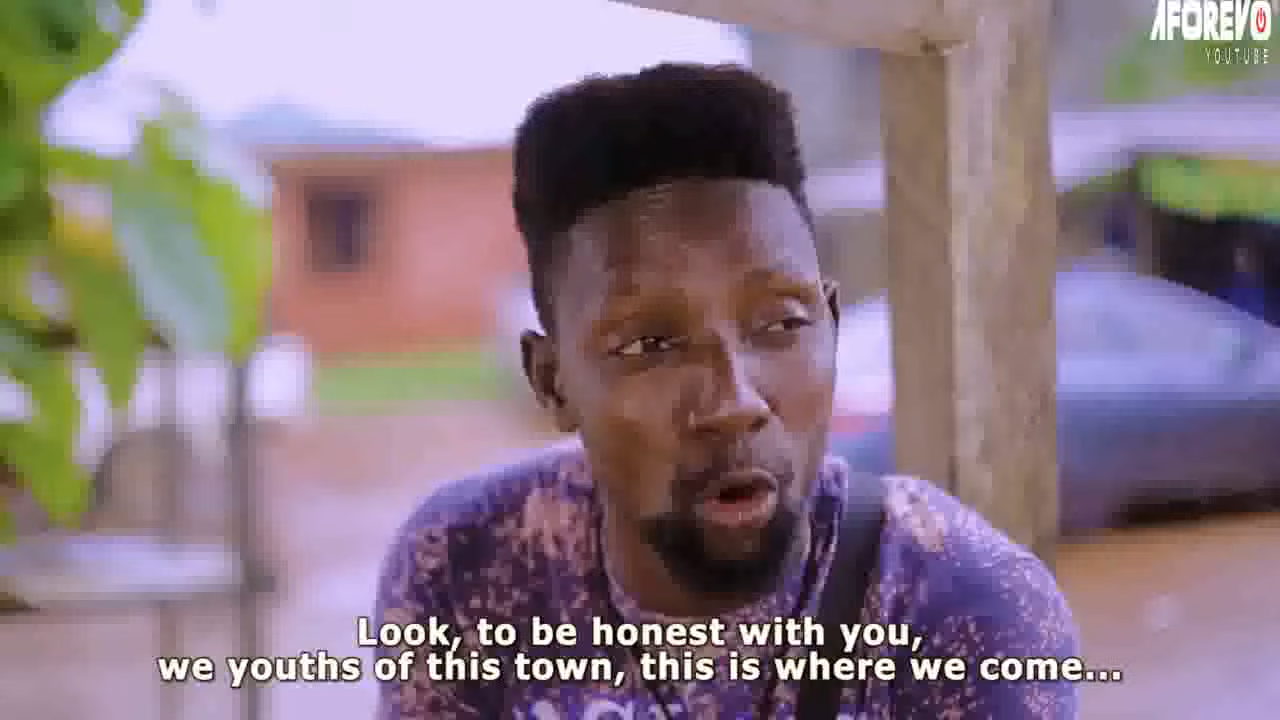 AFOREVO
YOUTUBE
Look, to be honest with you,
we youths of this town, this is where we come...